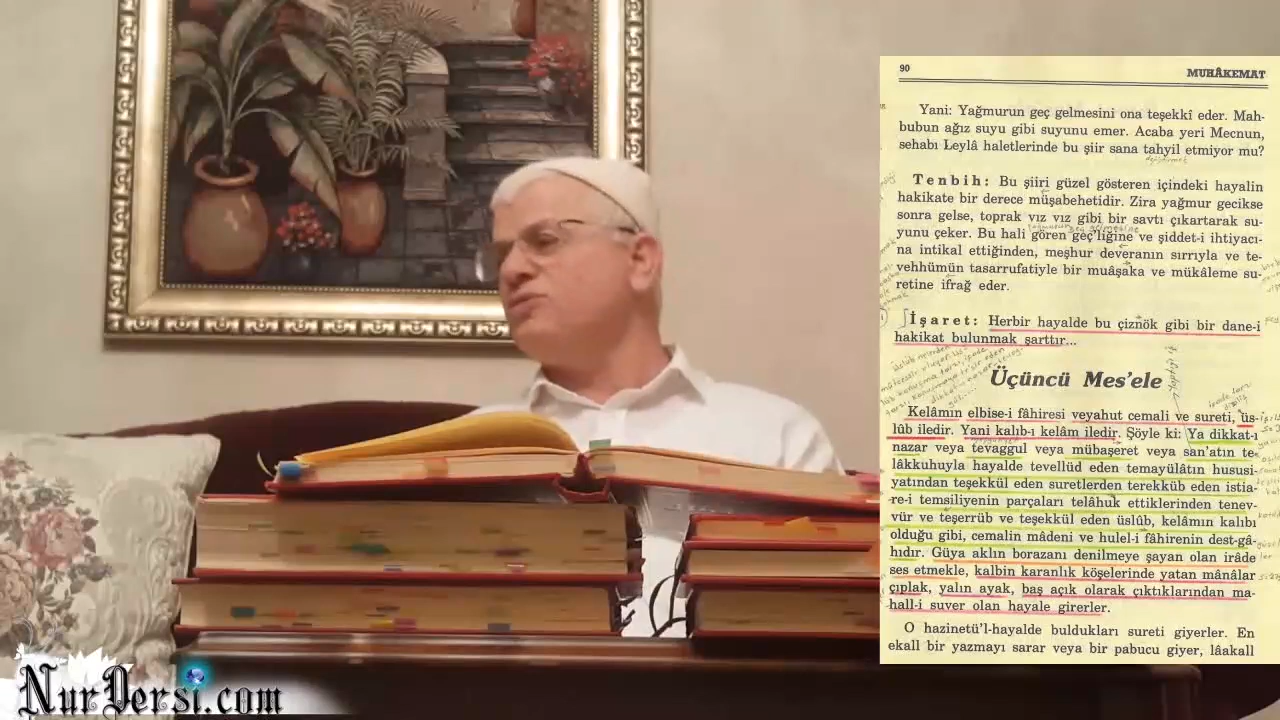 90
MUHÂKEMAT
Yani: Yağmurun geç gelmesini ona teşekkî eder. Mah-
bubun ağız suyu gibi suyunu emer. Acaba yeri Mecnun,
sehabı Leylâ haletlerinde bu şiir sana tahyil etmiyor mu?
Tenbih: Bu şiiri güzel gösteren içindeki hayalin
hakikate bir derece müşabehetidir. Zira yağmur gecikse
sonra gelse, toprak vız vız gibi bir savtı çıkartarak su-
yunu çeker. Bu hali gören geç'liğine ve şiddet-i ihtiyacı-
na intikal ettiğinden, meşhur deveranın sırrıyla ve te-
vehhümün tasarrufatiyle bir muâşaka ve mükâleme su-
retine ifrağ eder.
İşaret: Herbir hayalde bu çiznök gibi bir dane-i
hakikat bulunmak şarttır...
Üçüncü Mes'ele
Kelâmın elbise-i fâhiresi veyahut cemali ve sureti, üs-
lûb iledir. Yani kalıb-ı kelâm iledir. Şöyle ki: Ya dikkat-ı
nazar veya tevaggul veya mübaşeret veya san'atın te-
lâkkuhuyla hayalde tevellüd eden temayülâtın hususi-
yatından teşekkül eden suretlerden terekküb eden istia-
re-i temsiliyenin parçaları telâhuk ettiklerinden tenev-
vür ve teşerrüb ve teşekkül eden üslûb, kelâmın kalıbı
olduğu gibi, cemalin mâdeni ve hulel-i fâhirenin dest-gâ-
hıdır. Güya aklın borazanı denilmeye şayan olan irâde
ses etmekle, kalbin karanlık köşelerinde yatan mânâlar
çıplak, yalın ayak, baş açık olarak çıktıklarından ma-
hall-i suver olan hayale girerler.
O hazinetü'l-hayalde buldukları sureti giyerler. En
ekall bir yazmayı sarar veya bir pabucu giyer, lâakall
NurDersi.com